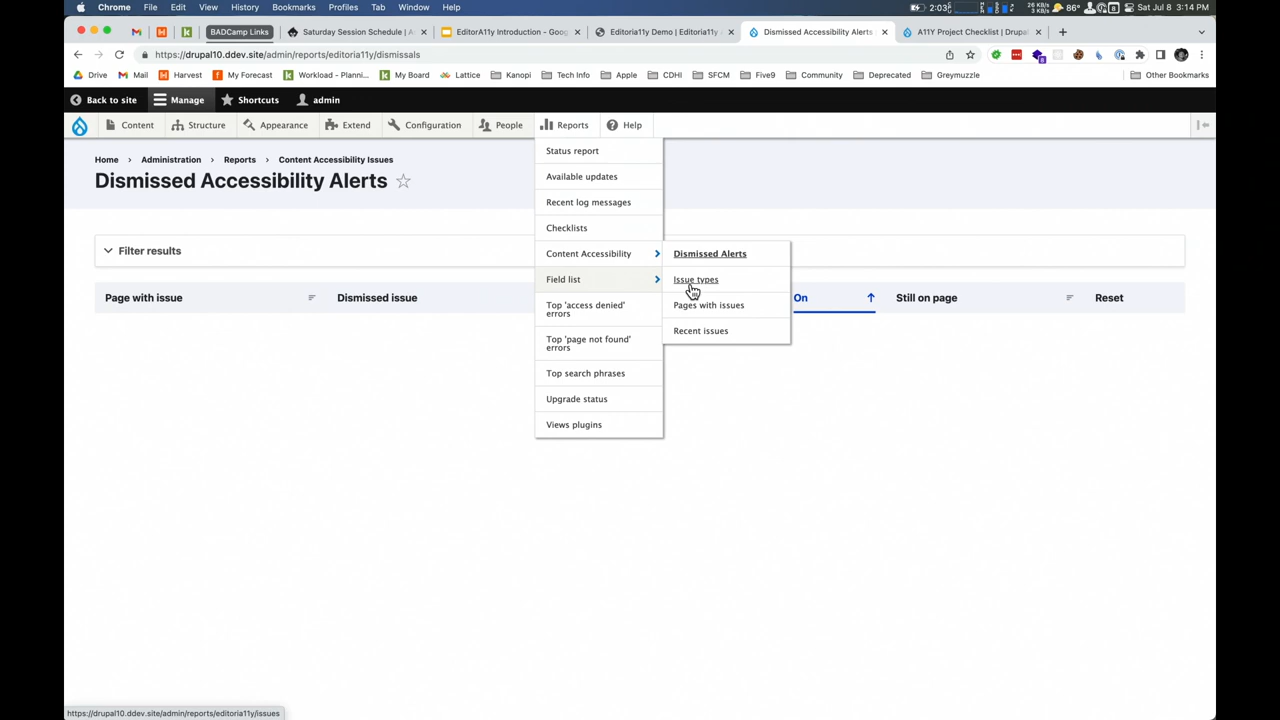 Chrome File Edit View History Bookmarks Profiles Tab Window Help 2:03 26 KB/s 4 KB/s 86° Sat Jul 8 3:14 PM
BADCamp Links Saturday Session Schedule | A EditorA11y Introduction - Goog Editoria11y Demo | Editoria11y Dismissed Accessibility Alerts A11Y Project Checklist | Drupal
https://drupal10.ddev.site/admin/reports/editoria11y/dismissals
Drive Mail Harvest My Forecast Workload - Planni... My Board Lattice Kanopi Tech Info Apple CDHI SFCM Five9 Community Deprecated Greymuzzle Other Bookmarks
Back to site Manage Shortcuts admin
Content Structure Appearance Extend Configuration People Reports Help
Home > Administration > Reports > Content Accessibility Issues
Dismissed Accessibility Alerts
Status report
Available updates
Recent log messages
Checklists
Content Accessibility
Field list
Top 'access denied'
errors
Top 'page not found'
errors
Top search phrases
Upgrade status
Views plugins
Dismissed Alerts
Issue types
Pages with issues
Recent issues
Filter results
Page with issue Dismissed issue On Still on page Reset
https://drupal10.ddev.site/admin/reports/editoria11y/issues